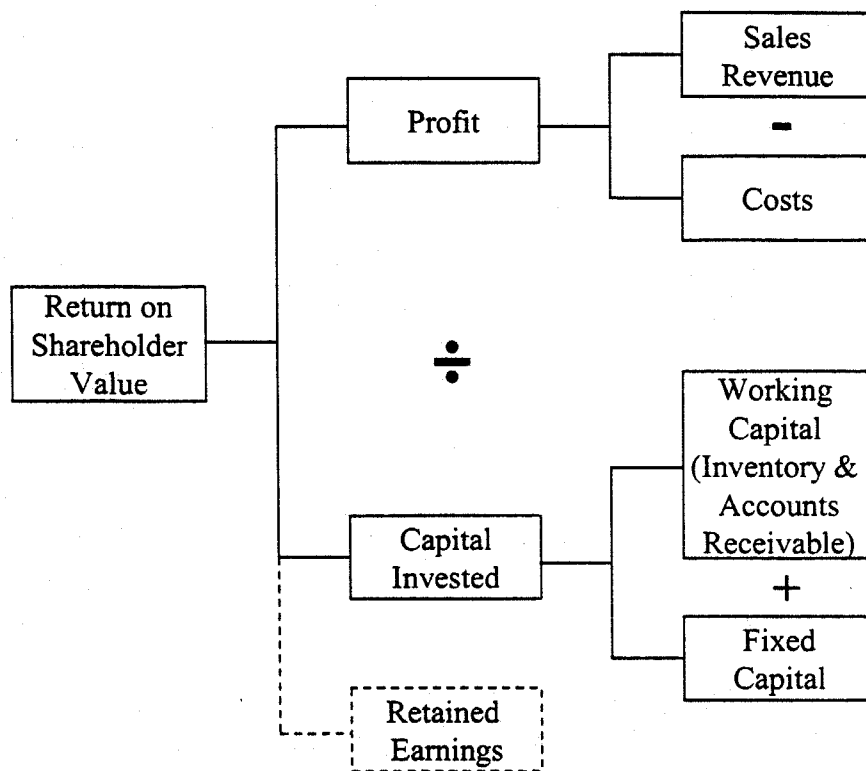 Sales
Revenue
Profit
-
Costs
Return on
Shareholder
Value
÷
Working
Capital
(Inventory &
Accounts
Receivable)
Capital
Invested
+
Fixed
Capital
Retained
Earnings